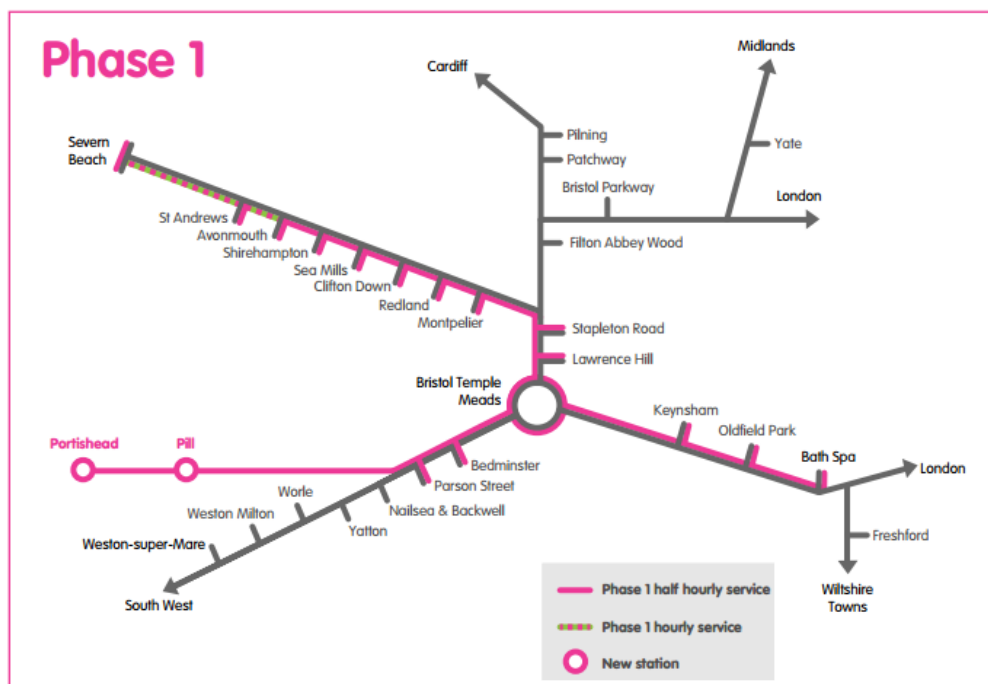 Phase 1
Midlands
Cardiff
Severn
Beach
Pilning
Patchway
Yate
Bristol Parkway
London
St Andrews
Avonmouth
Shirehampton
Sea Mills
Clifton Down
Redland
Montpelier
Filton Abbey Wood
Stapleton Road
Lawrence Hill
Bristol Temple
Meads
Keynsham
Oldfield Park
Bath Spa
London
Portishead
Pill
Bedminster
Parson Street
Nailsea & Backwell
Worle
Yatton
Weston Milton
Weston-super-Mare
South West
Freshford
Wiltshire
Towns
Phase 1 half hourly service
Phase 1 hourly service
New station